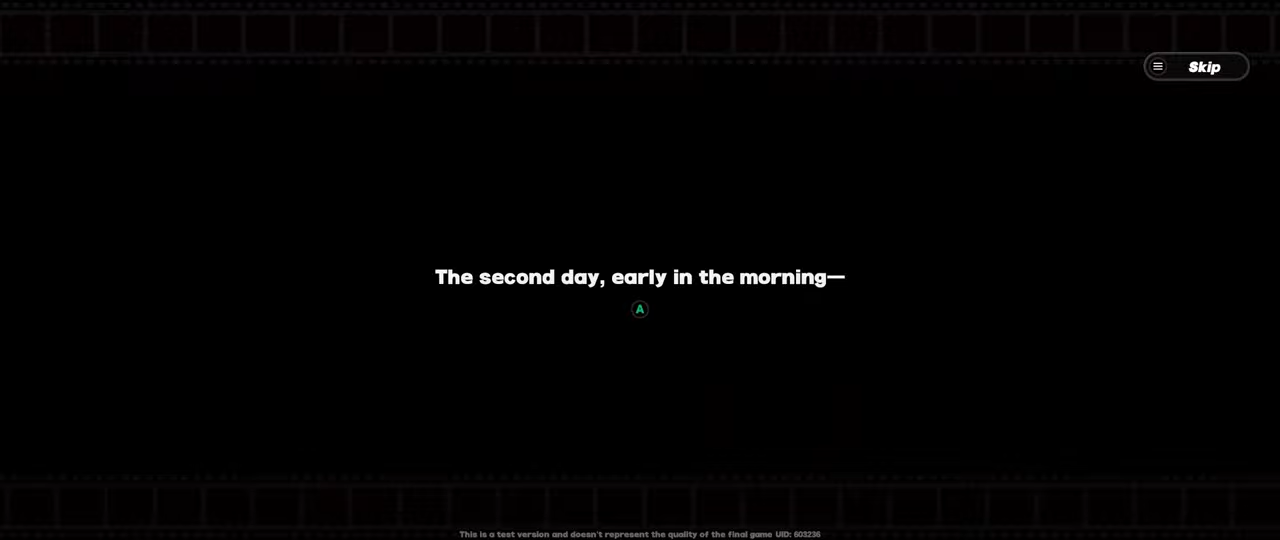 Skip
The second day, early in the morning—
A
This is a test version and doesn't represent the quality of the final game UID: 603236